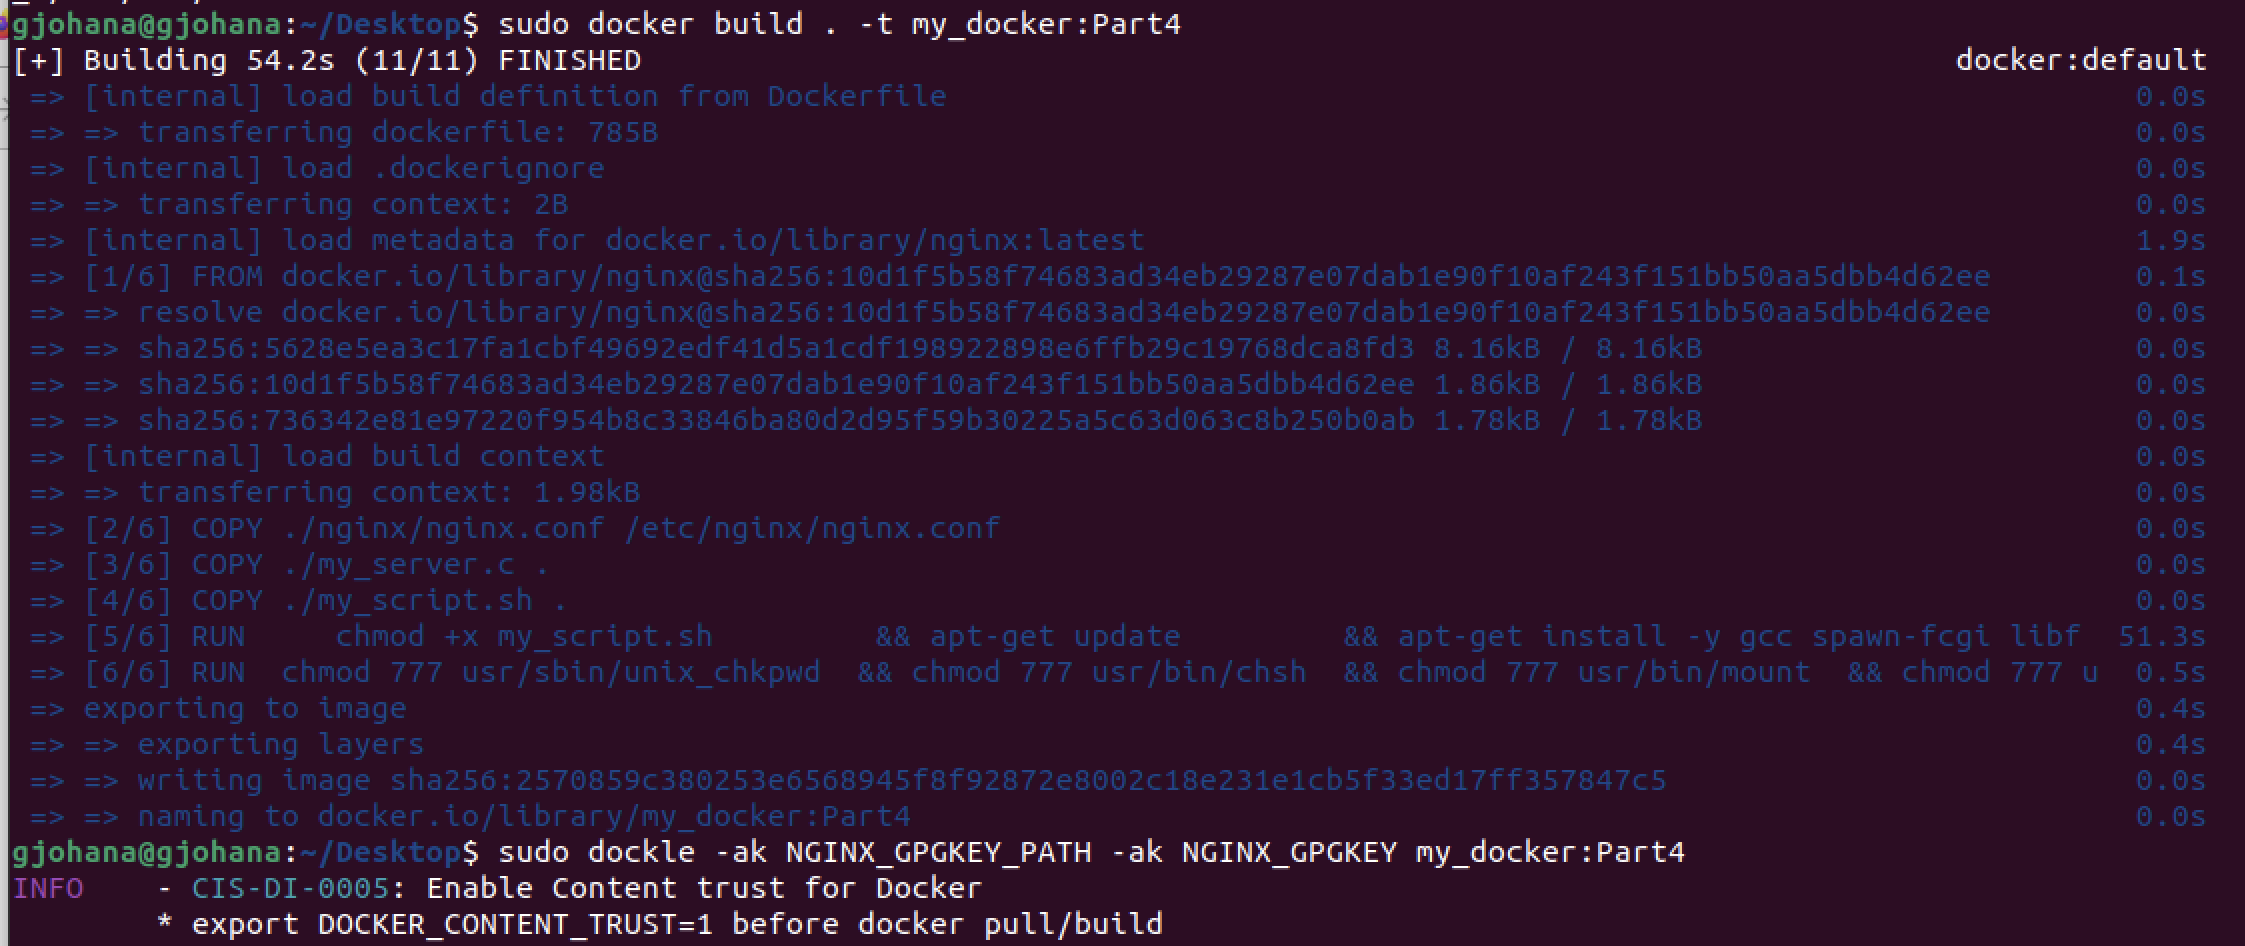 gjohana@gjohana:~/Desktop$ sudo docker build . -t my_docker:Part4
[+] Building 54.2s (11/11) FINISHED docker:default
=> [internal] load build definition from Dockerfile 0.0s
=> => transferring dockerfile: 785B 0.0s
=> [internal] load .dockerignore 0.0s
=> => transferring context: 2B 0.0s
=> [internal] load metadata for docker.io/library/nginx:latest 1.9s
=> [1/6] FROM docker.io/library/nginx@sha256:10d1f5b58f74683ad34eb29287e07dab1e90f10af243f151bb50aa5dbb4d62ee 0.1s
=> => resolve docker.io/library/nginx@sha256:10d1f5b58f74683ad34eb29287e07dab1e90f10af243f151bb50aa5dbb4d62ee 0.0s
=> => sha256:5628e5ea3c17fa1cbf49692edf41d5a1cdf198922898e6ffb29c19768dca8fd3 8.16kB / 8.16kB 0.0s
=> => sha256:10d1f5b58f74683ad34eb29287e07dab1e90f10af243f151bb50aa5dbb4d62ee 1.86kB / 1.86kB 0.0s
=> => sha256:736342e81e97220f954b8c33846ba80d2d95f59b30225a5c63d063c8b250b0ab 1.78kB / 1.78kB 0.0s
=> [internal] load build context 0.0s
=> => transferring context: 1.98kB 0.0s
=> [2/6] COPY ./nginx/nginx.conf /etc/nginx/nginx.conf 0.0s
=> [3/6] COPY ./my_server.c . 0.0s
=> [4/6] COPY ./my_script.sh . 0.0s
=> [5/6] RUN chmod +x my_script.sh && apt-get update && apt-get install -y gcc spawn-fcgi libf 51.3s
=> [6/6] RUN chmod 777 usr/sbin/unix_chkpwd && chmod 777 usr/bin/chsh && chmod 777 usr/bin/mount && chmod 777 u 0.5s
=> exporting to image 0.4s
=> => exporting layers 0.4s
=> => writing image sha256:2570859c380253e6568945f8f92872e8002c18e231e1cb5f33ed17ff357847c5 0.0s
=> => naming to docker.io/library/my_docker:Part4 0.0s
gjohana@gjohana:~/Desktop$ sudo dockle -ak NGINX_GPGKEY_PATH -ak NGINX_GPGKEY my_docker:Part4
INFO - CIS-DI-0005: Enable Content trust for Docker
* export DOCKER_CONTENT_TRUST=1 before docker pull/build